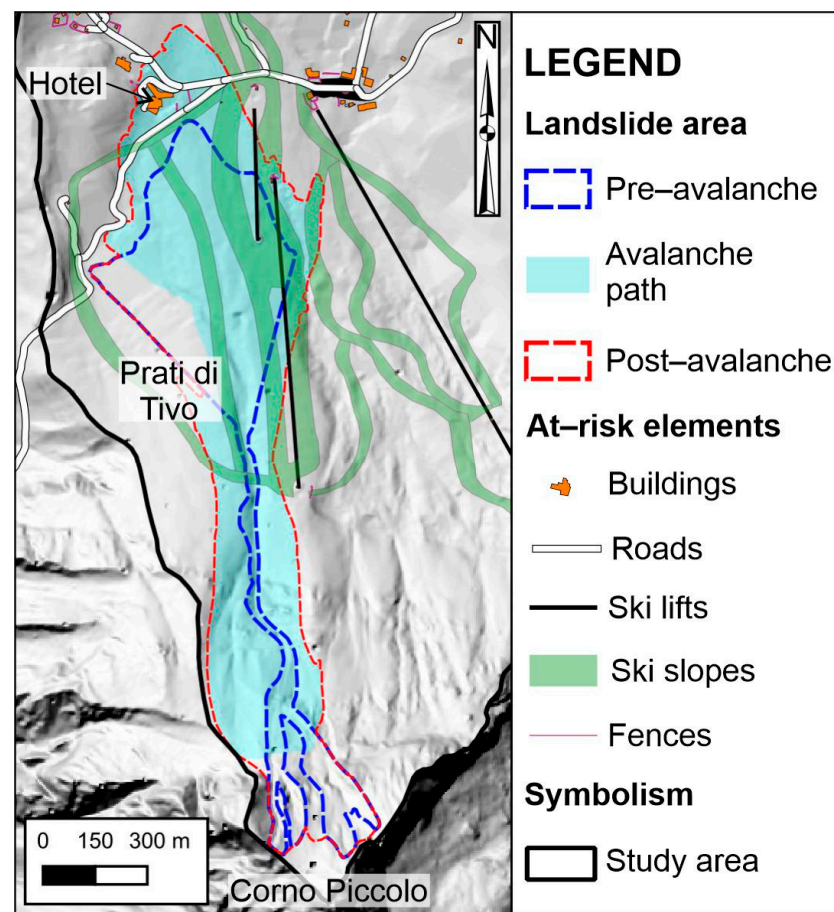 Hotel
N
Prati di
Tivo
0 150 300 m
Corno Piccolo
LEGEND
Landslide area
Pre–avalanche
Avalanche
path
Post–avalanche
At–risk elements
Buildings
Roads
Ski lifts
Ski slopes
Fences
Symbolism
Study area